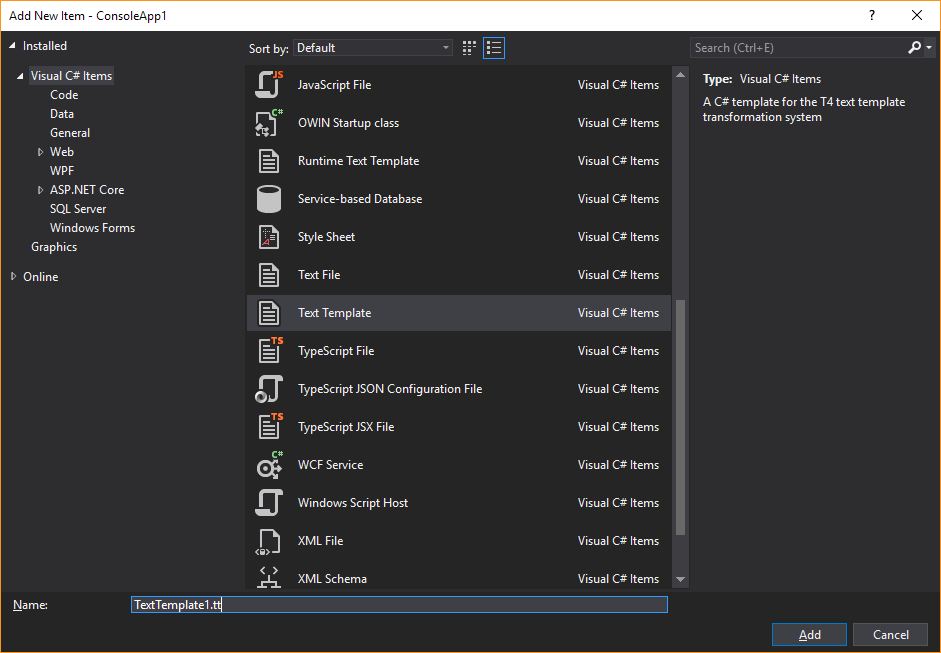 Add New Item - ConsoleApp1
?
Installed
Visual C# Items
Code
Data
General
Web
WPF
ASP.NET Core
SQL Server
Windows Forms
Graphics
Online
Sort by: Default
JS JavaScript File Visual C# Items
C# OWIN Startup class Visual C# Items
Runtime Text Template Visual C# Items
Service-based Database Visual C# Items
Style Sheet Visual C# Items
Text File Visual C# Items
Text Template Visual C# Items
TS TypeScript File Visual C# Items
TypeScript JSON Configuration File Visual C# Items
TS TypeScript JSX File Visual C# Items
C# WCF Service Visual C# Items
Windows Script Host Visual C# Items
XML File Visual C# Items
XML Schema Visual C# Items
Search (Ctrl+E)
Type: Visual C# Items
A C# template for the T4 text template
transformation system
Name: TextTemplate1.tt
Add Cancel